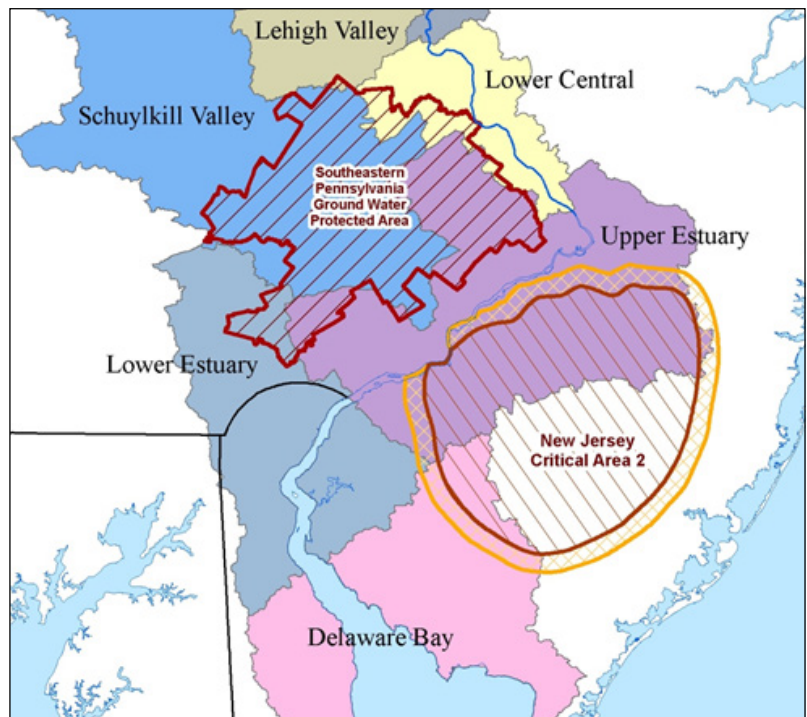 Lehigh Valley
Lower Central
Schuylkill Valley
Southeastern
Pennsylvania
Ground Water
Protected Area
Upper Estuary
Lower Estuary
New Jersey
Critical Area 2
Delaware Bay